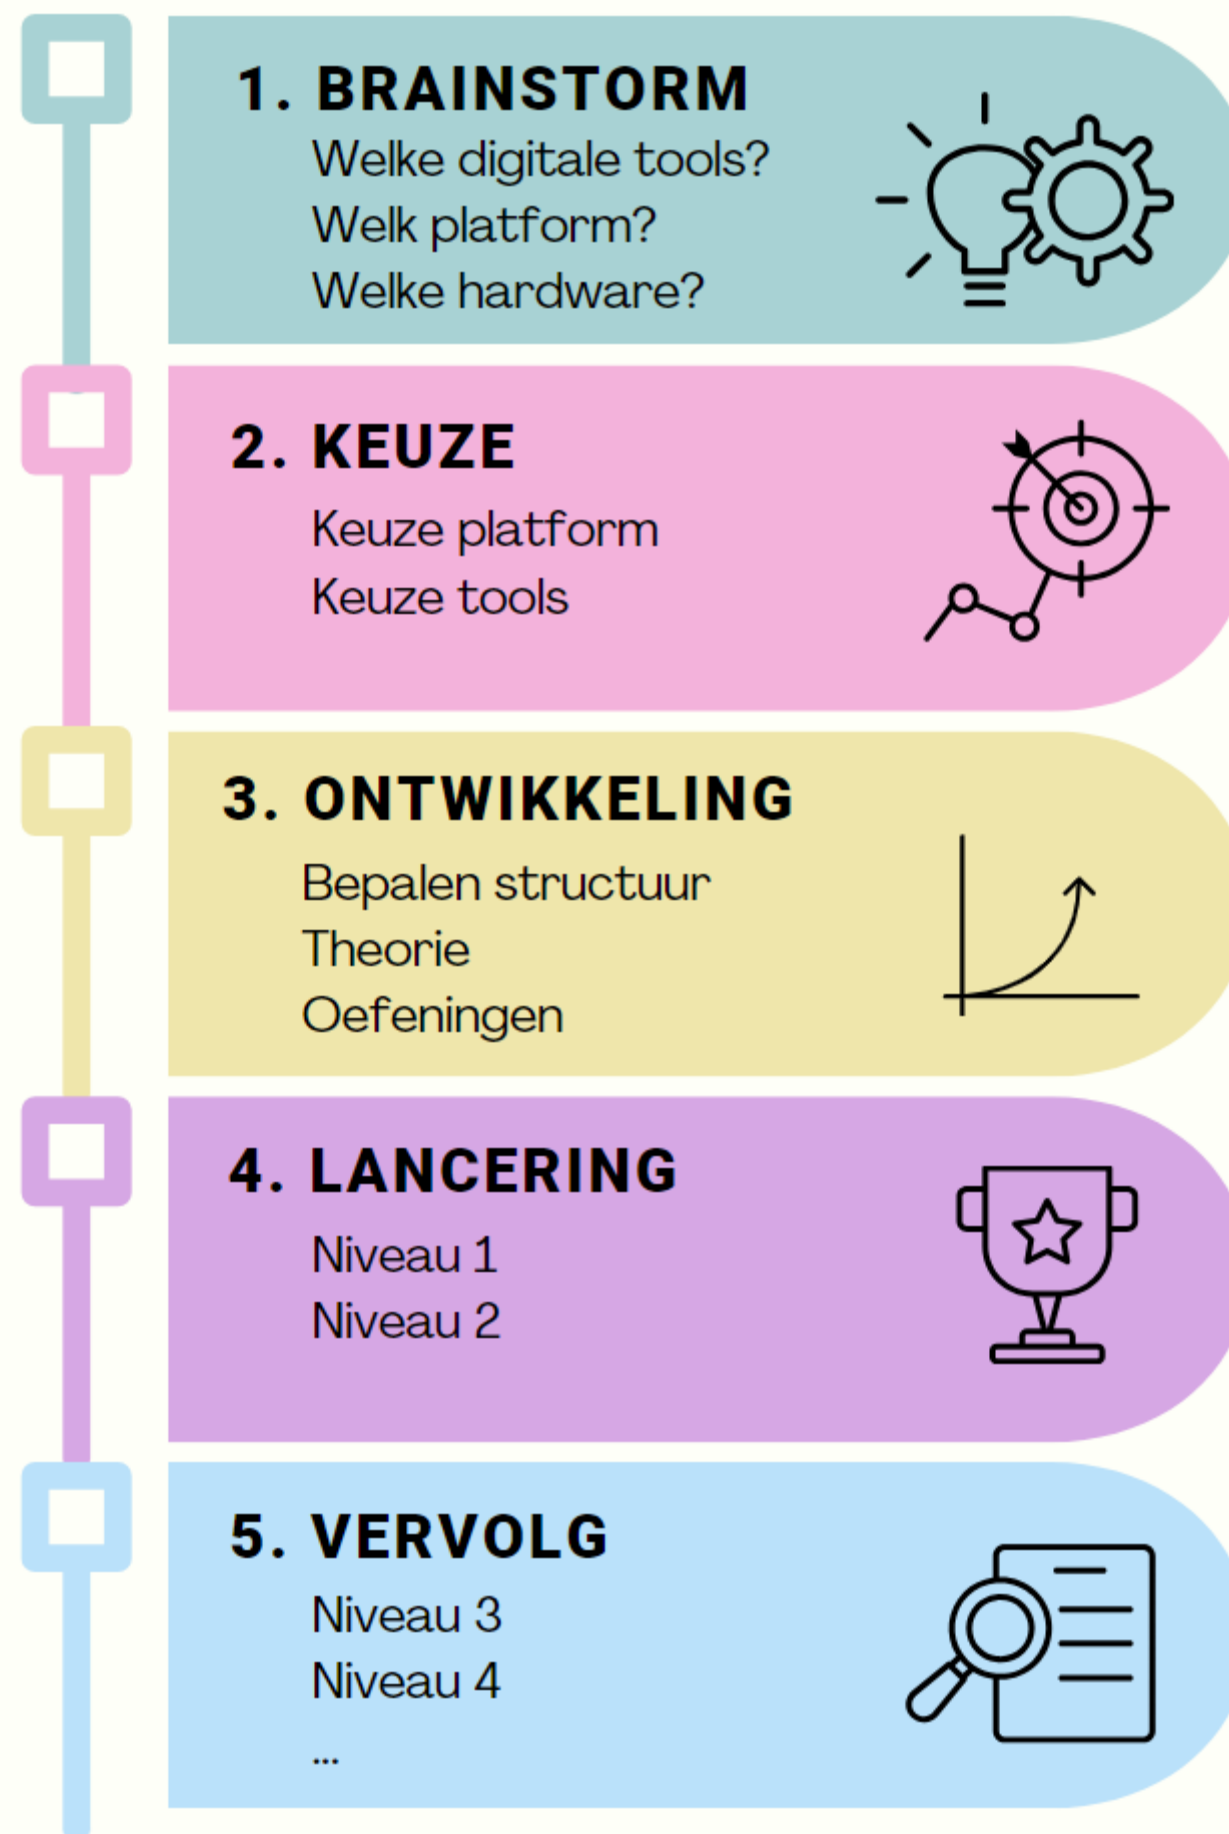 1. BRAINSTORM
Welke digitale tools?
Welk platform?
Welke hardware?
2. KEUZE
Keuze platform
Keuze tools
3. ONTWIKKELING
Bepalen structuur
Theorie
Oefeningen
4. LANCERING
Niveau 1
Niveau 2
5. VERVOLG
Niveau 3
Niveau 4
...